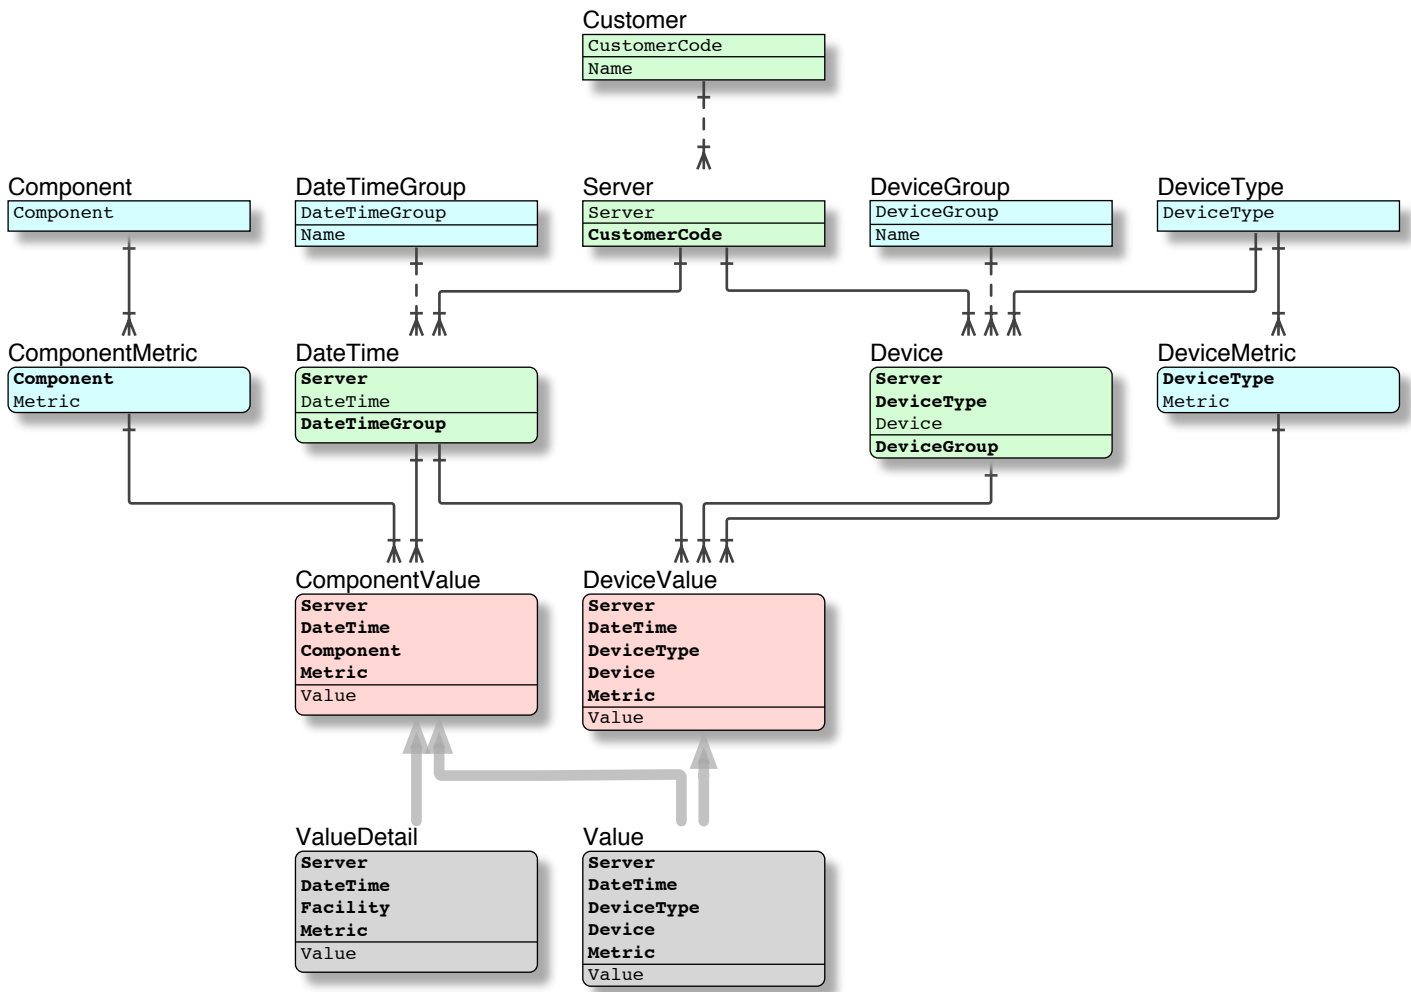 Customer
CustomerCode
Name
Component
Component
DateTimeGroup
DateTimeGroup
Name
Server
Server
CustomerCode
DeviceGroup
DeviceGroup
Name
DeviceType
DeviceType
ComponentMetric
Component
Metric
DateTime
Server
DateTime
DateTimeGroup
Device
Server
DeviceType
Device
DeviceGroup
DeviceMetric
DeviceType
Metric
ComponentValue
Server
DateTime
Component
Metric
Value
DeviceValue
Server
DateTime
DeviceType
Device
Metric
Value
ValueDetail
Server
DateTime
Facility
Metric
Value
Value
Server
DateTime
DeviceType
Device
Metric
Value